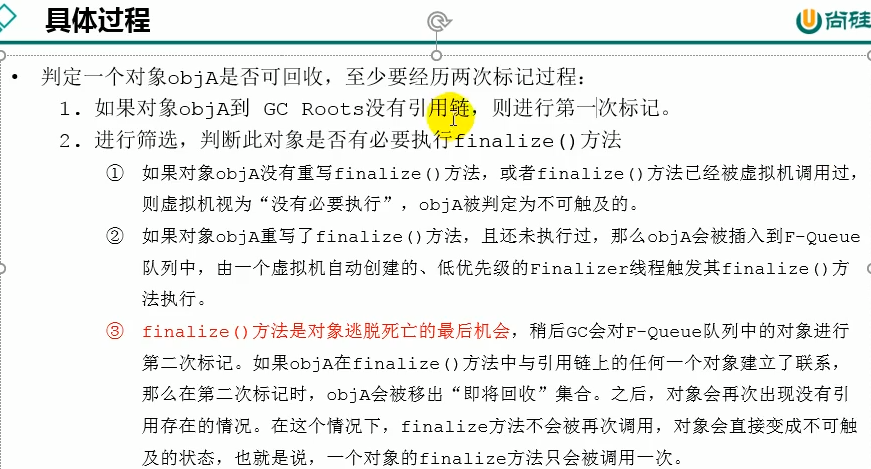 具体过程
尚硅
• 判定一个对象objA是否可回收，至少要经历两次标记过程：
1．如果对象objA到 GC Roots没有引用链，则进行第一次标记。
2．进行筛选，判断此对象是否有必要执行finalize()方法
① 如果对象objA没有重写finalize()方法，或者finalize()方法已经被虚拟机调用过，
则虚拟机视为“没有必要执行”，objA被判定为不可触及的。
② 如果对象objA重写了finalize()方法，且还未执行过，那么objA会被插入到F-Queue
队列中，由一个虚拟机自动创建的、低优先级的Finalizer线程触发其finalize()方
法执行。
③ finalize()方法是对象逃脱死亡的最后机会，稍后GC会对F-Queue队列中的对象进行
第二次标记。如果objA在finalize()方法中与引用链上的任何一个对象建立了联系，
那么在第二次标记时，objA会被移出“即将回收”集合。之后，对象会再次出现没有引
用存在的情况。在这个情况下，finalize方法不会被再次调用，对象会直接变成不可触
及的状态，也就是说，一个对象的finalize方法只会被调用一次。